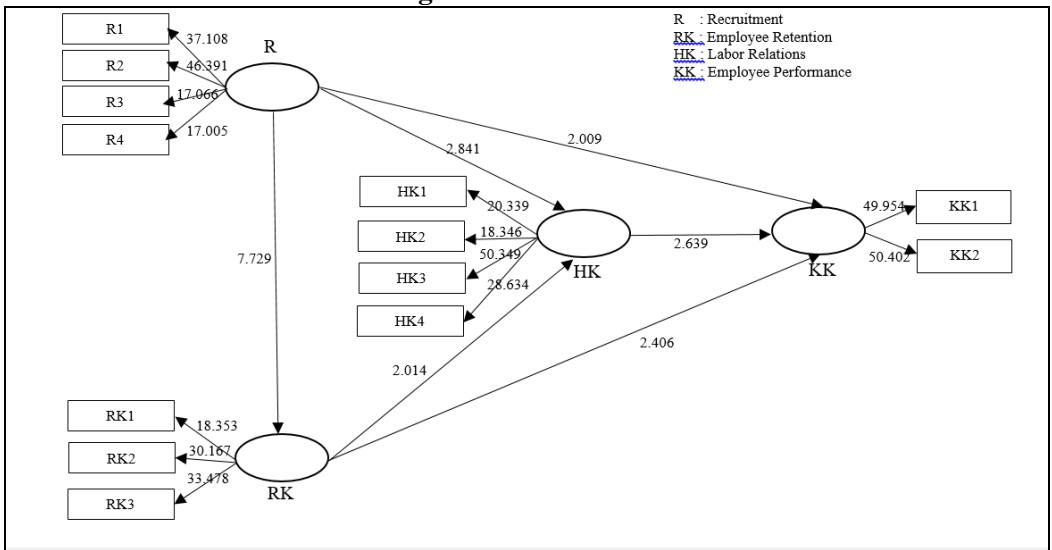 R : Recruitment
RK : Employee Retention
HK : Labor Relations
KK : Employee Performance
R1
37.108
R
R2
46.391
R3
17.066
R4
17.005
2.009
2.841
HK1
20.339
49.954
KK1
HK2
18.346
2.639
KK2
50.402
HK3
50.349
HK
KK
28.634
HK4
7.729
2.014
2.406
RK1
18.353
RK2
30.167
33.478
RK3
RK